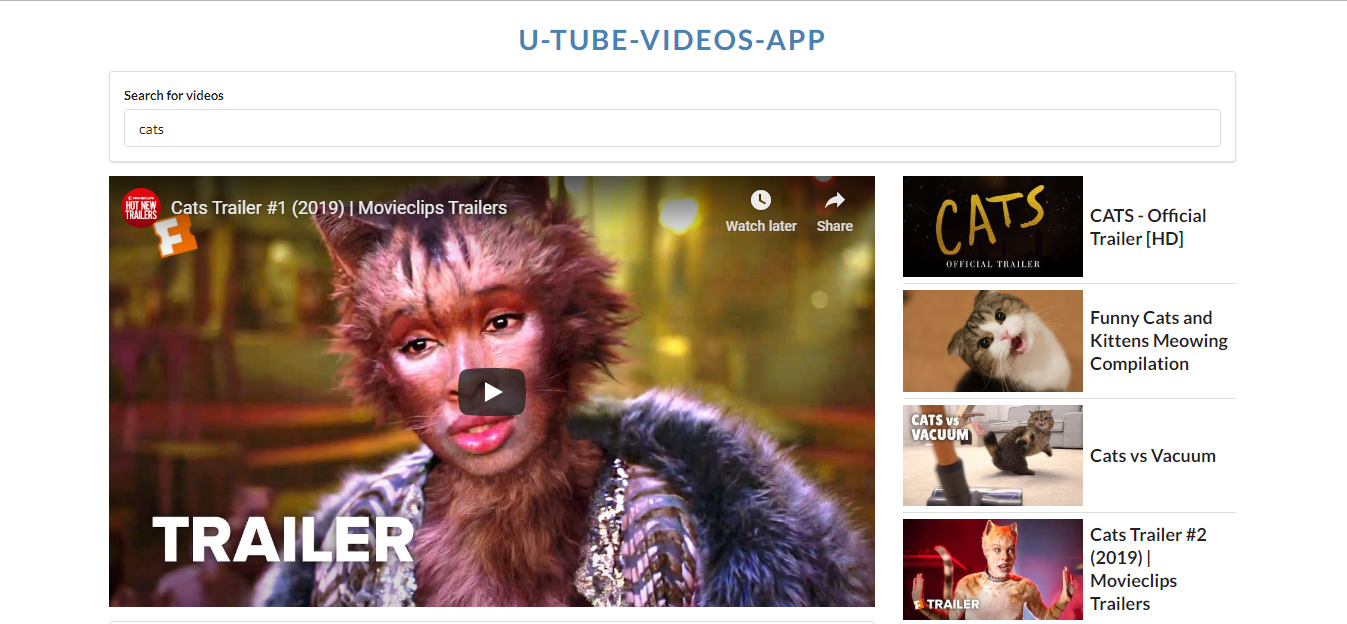 U-TUBE-VIDEOS-APP
Search for videos
cats
MOVIECLIPS
HOT NEW
TRAILERS
Cats Trailer #1 (2019) | Movieclips Trailers
Watch later
Share
F
TRAILER
CATS
OFFICIAL TRAILER
CATS - Official
Trailer [HD]
Funny Cats and
Kittens Meowing
Compilation
CATS vs
VACUUM
Cats vs Vacuum
TRAILER
Cats Trailer #2
(2019) |
Movieclips
Trailers